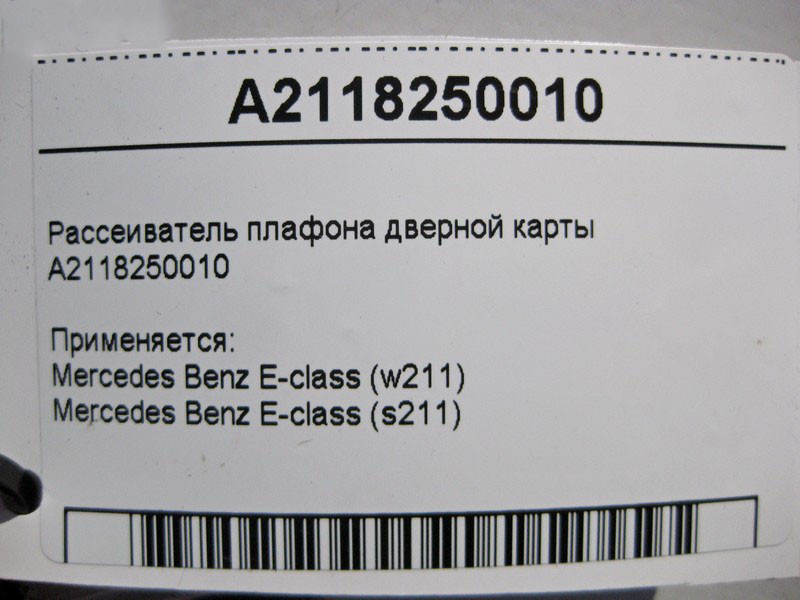 A2118250010
Рассеиватель плафона дверной карты
A2118250010
Применяется:
Mercedes Benz E-class (w211)
Mercedes Benz E-class (s211)